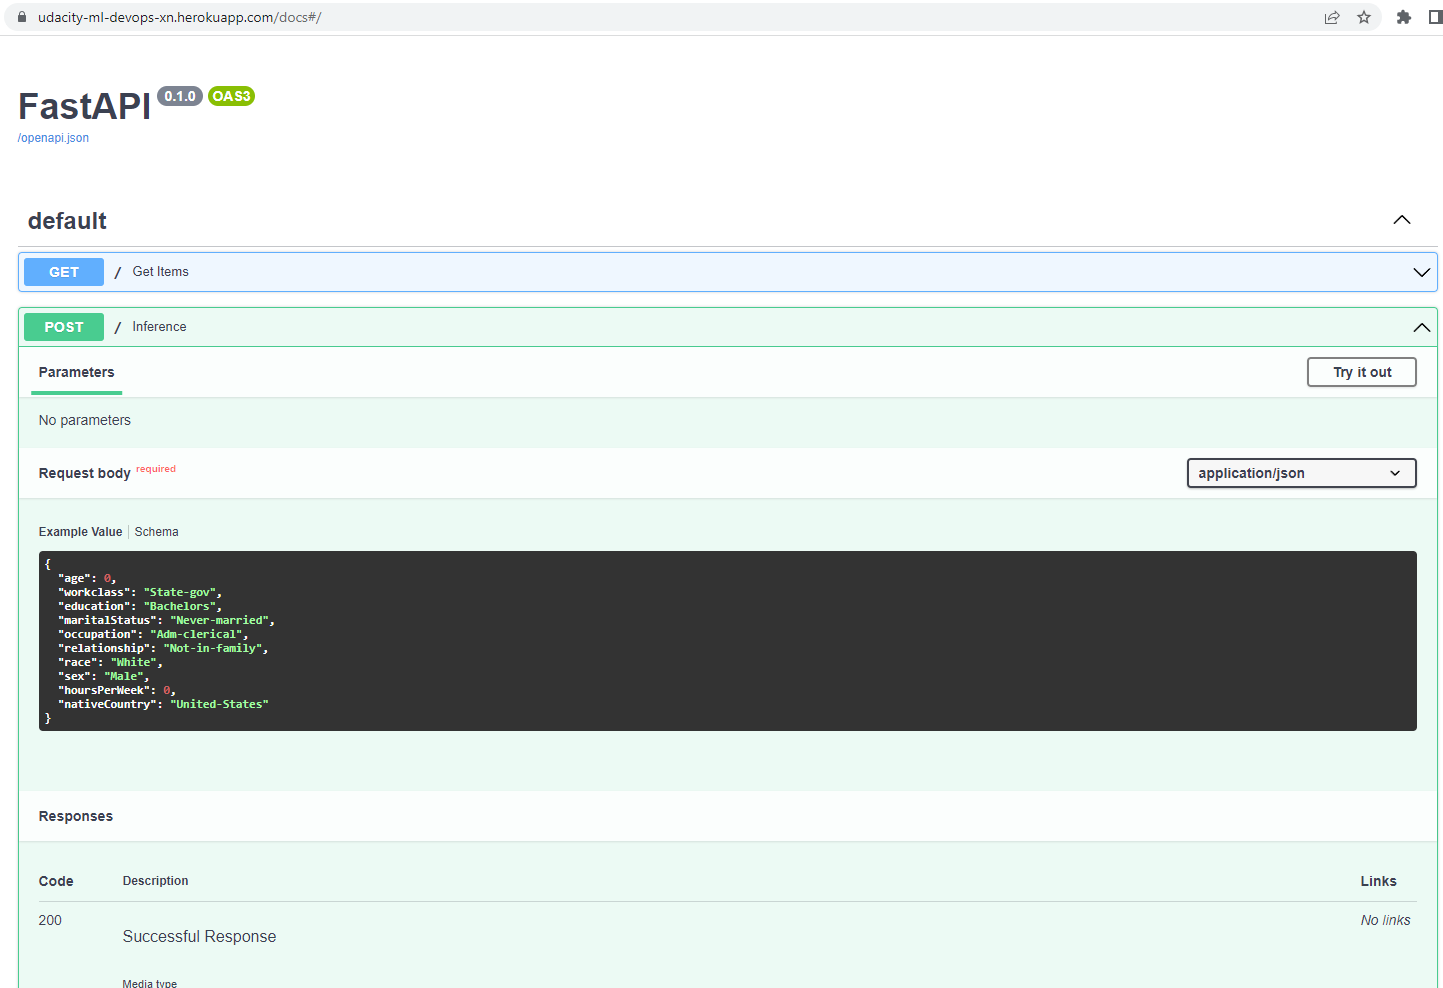 udacity-ml-devops-xn.herokuapp.com/docs#/
FastAPI 0.1.0 OAS3
/openapi.json
default
GET / Get Items
POST / Inference
Parameters Try it out
No parameters
Request body required application/json
Example Value Schema
{
"age": 0,
"workclass": "State-gov",
"education": "Bachelors",
"maritalStatus": "Never-married",
"occupation": "Adm-clerical",
"relationship": "Not-in-family",
"race": "White",
"sex": "Male",
"hoursPerWeek": 0,
"nativeCountry": "United-States"
}
Responses
Code Description Links
200 No links
Successful Response
Media type